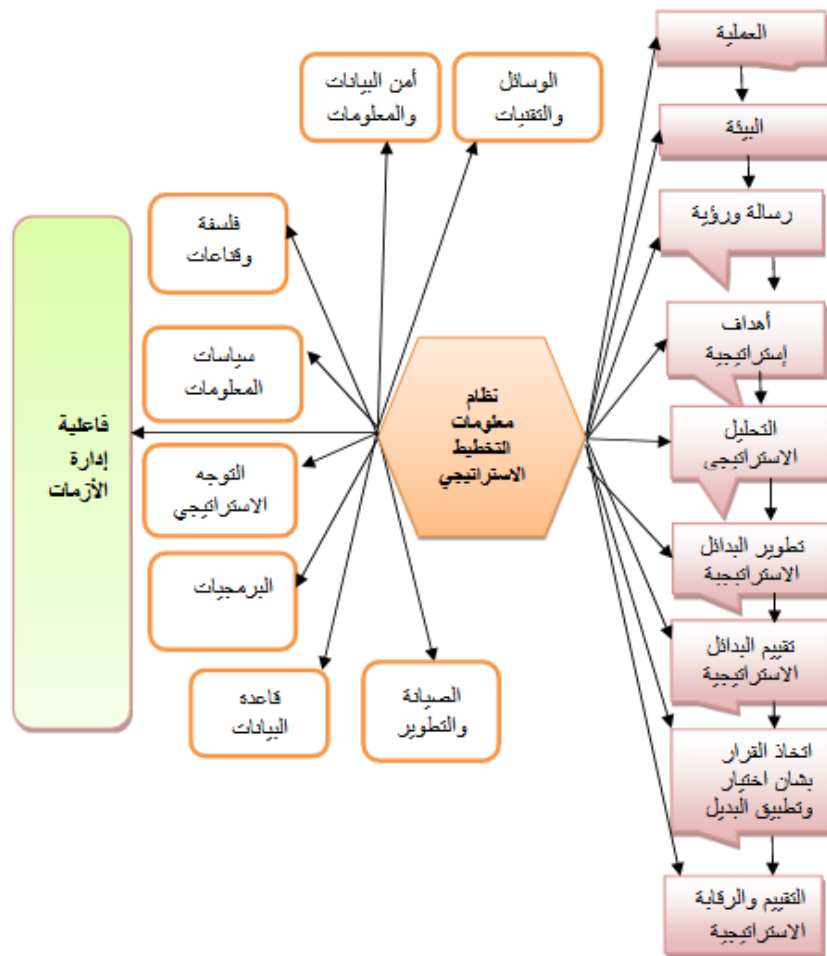 العملية
البيئة
رسالة ورؤية
أهداف
إستراتيجية
التحليل
الاستراتيجي
تطوير البدائل
الاستراتيجية
تقييم البدائل
الاستراتيجية
اتخاذ القرار
بشان اختيار
وتطبيق البديل
التقييم والرقابة
الاستراتيجية
نظام
معلومات
التخطيط
الاستراتيجي
الوسائل
والتقنيات
أمن البيانات
والمعلومات
فلسفة
وقناعات
سياسات
المعلومات
التوجه
الاستراتيجي
البرمجيات
قاعده
البيانات
الصيانة
والتطوير
فاعلية
إدارة
الأزمات